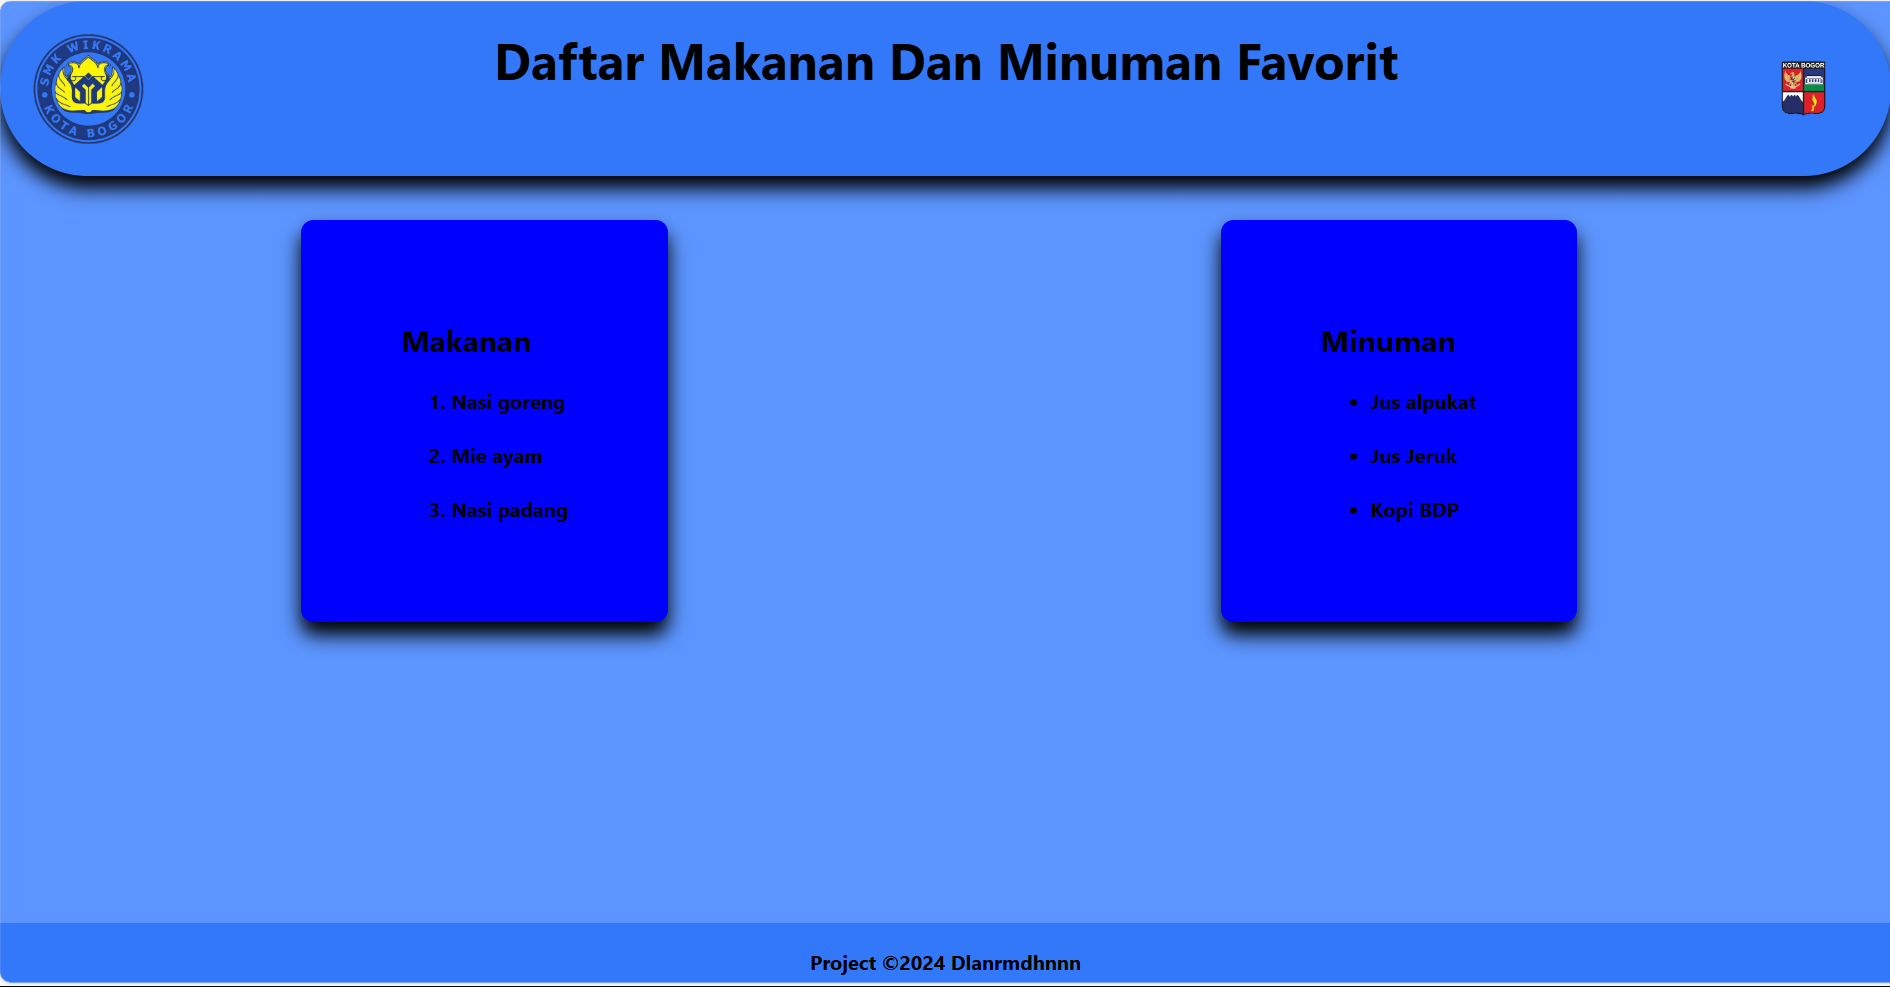 SMK WIKRAMA
KOTA BOGOR
Daftar Makanan Dan Minuman Favorit
KOTA BOGOR
Makanan
1. Nasi goreng
2. Mie ayam
3. Nasi padang
Minuman
• Jus alpukat
• Jus Jeruk
• Kopi BDP
Project ©2024 Dlanrmdhnnn